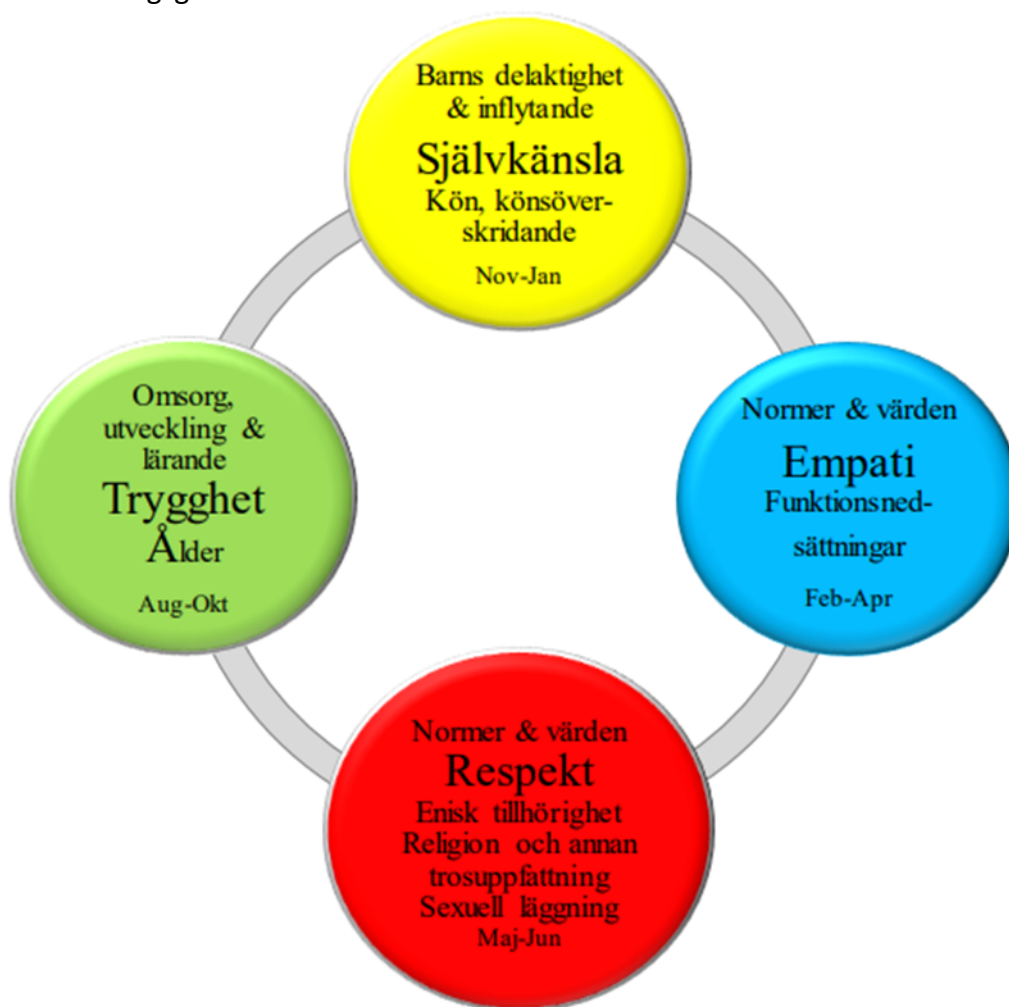 Barns delaktighet
& inflytande
Självkänsla
Kön, könsöver-
skridande
Nov-Jan
Omsorg,
utveckling &
lärande
Trygghet
Ålder
Aug-Okt
Normer & värden
Empati
Funktionsned-
sättningar
Feb-Apr
Normer & värden
Respekt
Enisk tillhörighet
Religion och annan
trosuppfattning
Sexuell läggning
Maj-Jun